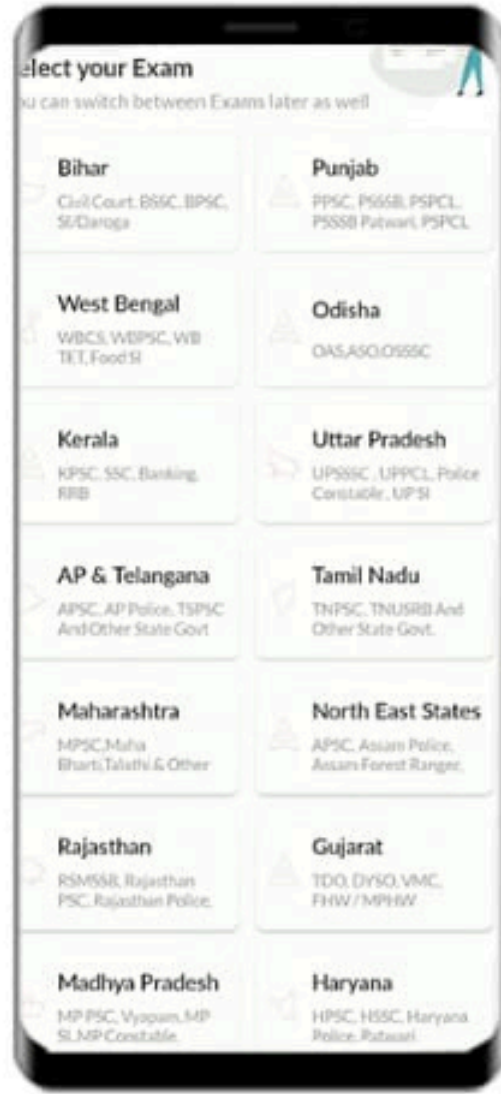 elect your Exam
ou can switch between Exams later as well
Bihar
Civil Court, BSSC, BPSC,
SI/Daroga
Punjab
PPSC, PSSSB, PSPCL,
PSSSB Patwari, PSPCL
West Bengal
WBCS, WBPSC, WB
TET, Food SI
Odisha
OAS,ASO,OSSSC
Kerala
KPSC, SSC, Banking,
RRB
Uttar Pradesh
UPSSSC , UPPCL, Police
Constable , UP SI
AP & Telangana
APSC, AP Police, TSPSC
And Other State Govt
Tamil Nadu
TNPSC, TNUSRB And
Other State Govt.
Maharashtra
MPSC,Maha
Bharti,Talathi & Other
North East States
APSC, Assam Police,
Assam Forest Ranger,
Rajasthan
RSMSSB, Rajasthan
PSC, Rajasthan Police,
Gujarat
TDO, DYSO, VMC,
FHW / MPHW
Madhya Pradesh
MP PSC, Vyapam, MP
SI,MP Constable,
Haryana
HPSC, HSSC, Haryana
Police, Patwari